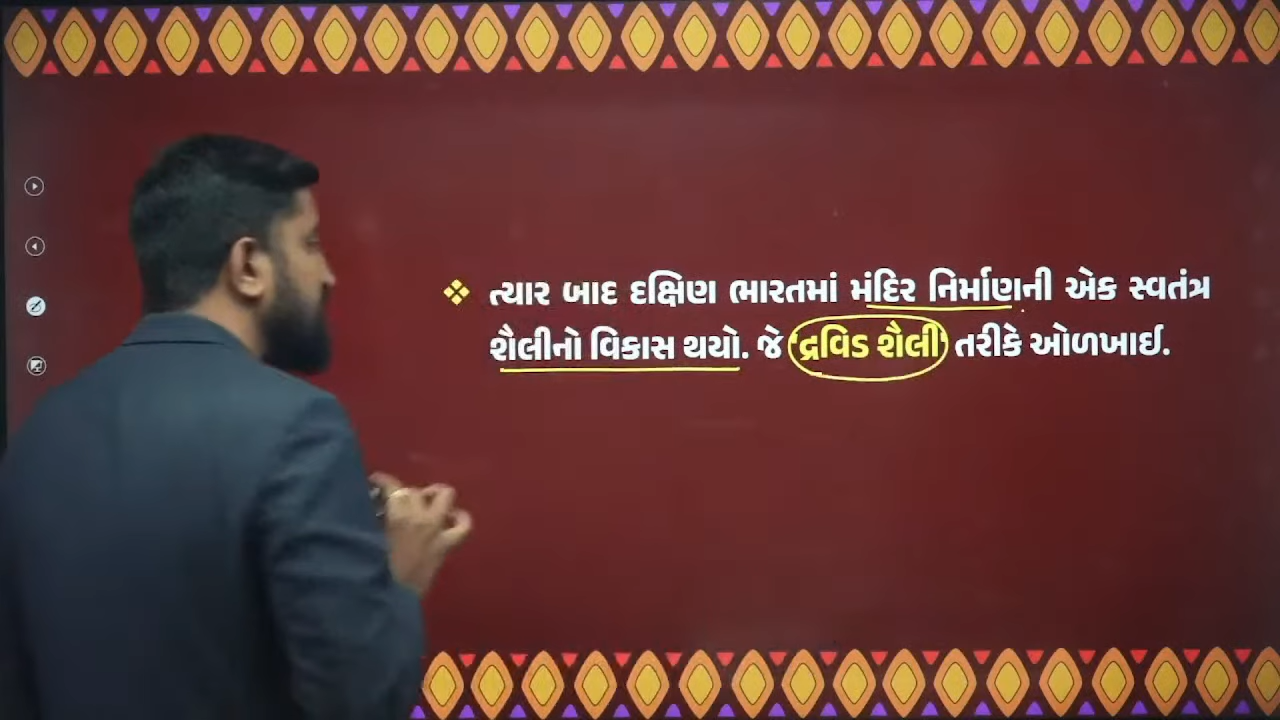 ❖ ત્યાર બાદ દક્ષિણ ભારતમાં મંદિર નિર્માણની એક સ્વતંત્ર
શૈલીનો વિકાસ થયો. જે ‘દ્રવિડ શૈલી’ તરીકે ઓળખાઈ.